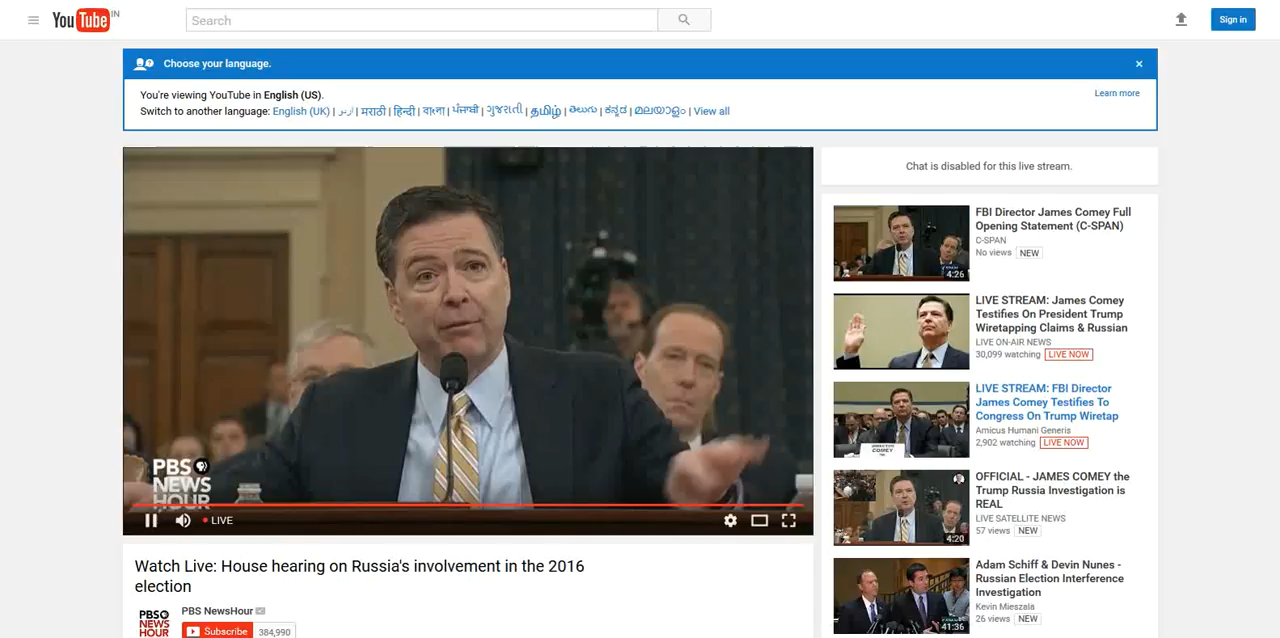 You Tube IN
Search
Sign in
Choose your language.
×
You're viewing YouTube in English (US).
Learn more
Switch to another language: English (UK) | اردو | मराठी | हिन्दी | বাংলা | ਪੰਜਾਬੀ | ગુજરાતી | தமிழ் | తెలుగు | ಕನ್ನಡ | മലയാളം | View all
PBS
NEWS
HOUR
LIVE
Watch Live: House hearing on Russia's involvement in the 2016
election
PBS
NEWS
HOUR
PBS NewsHour
Subscribe 384,990
Chat is disabled for this live stream.
FBI Director James Comey Full
Opening Statement (C-SPAN)
C-SPAN
No views NEW
4:26
LIVE STREAM: James Comey
Testifies On President Trump
Wiretapping Claims & Russian
LIVE ON-AIR NEWS
30,099 watching LIVE NOW
LIVE STREAM: FBI Director
James Comey Testifies To
Congress On Trump Wiretap
Amicus Humani Generis
2,902 watching LIVE NOW
COMEY
OFFICIAL - JAMES COMEY the
Trump Russia Investigation is
REAL
LIVE SATELLITE NEWS
57 views NEW
4:20
Adam Schiff & Devin Nunes -
Russian Election Interference
Investigation
Kevin Mieszala
26 views NEW
41:36